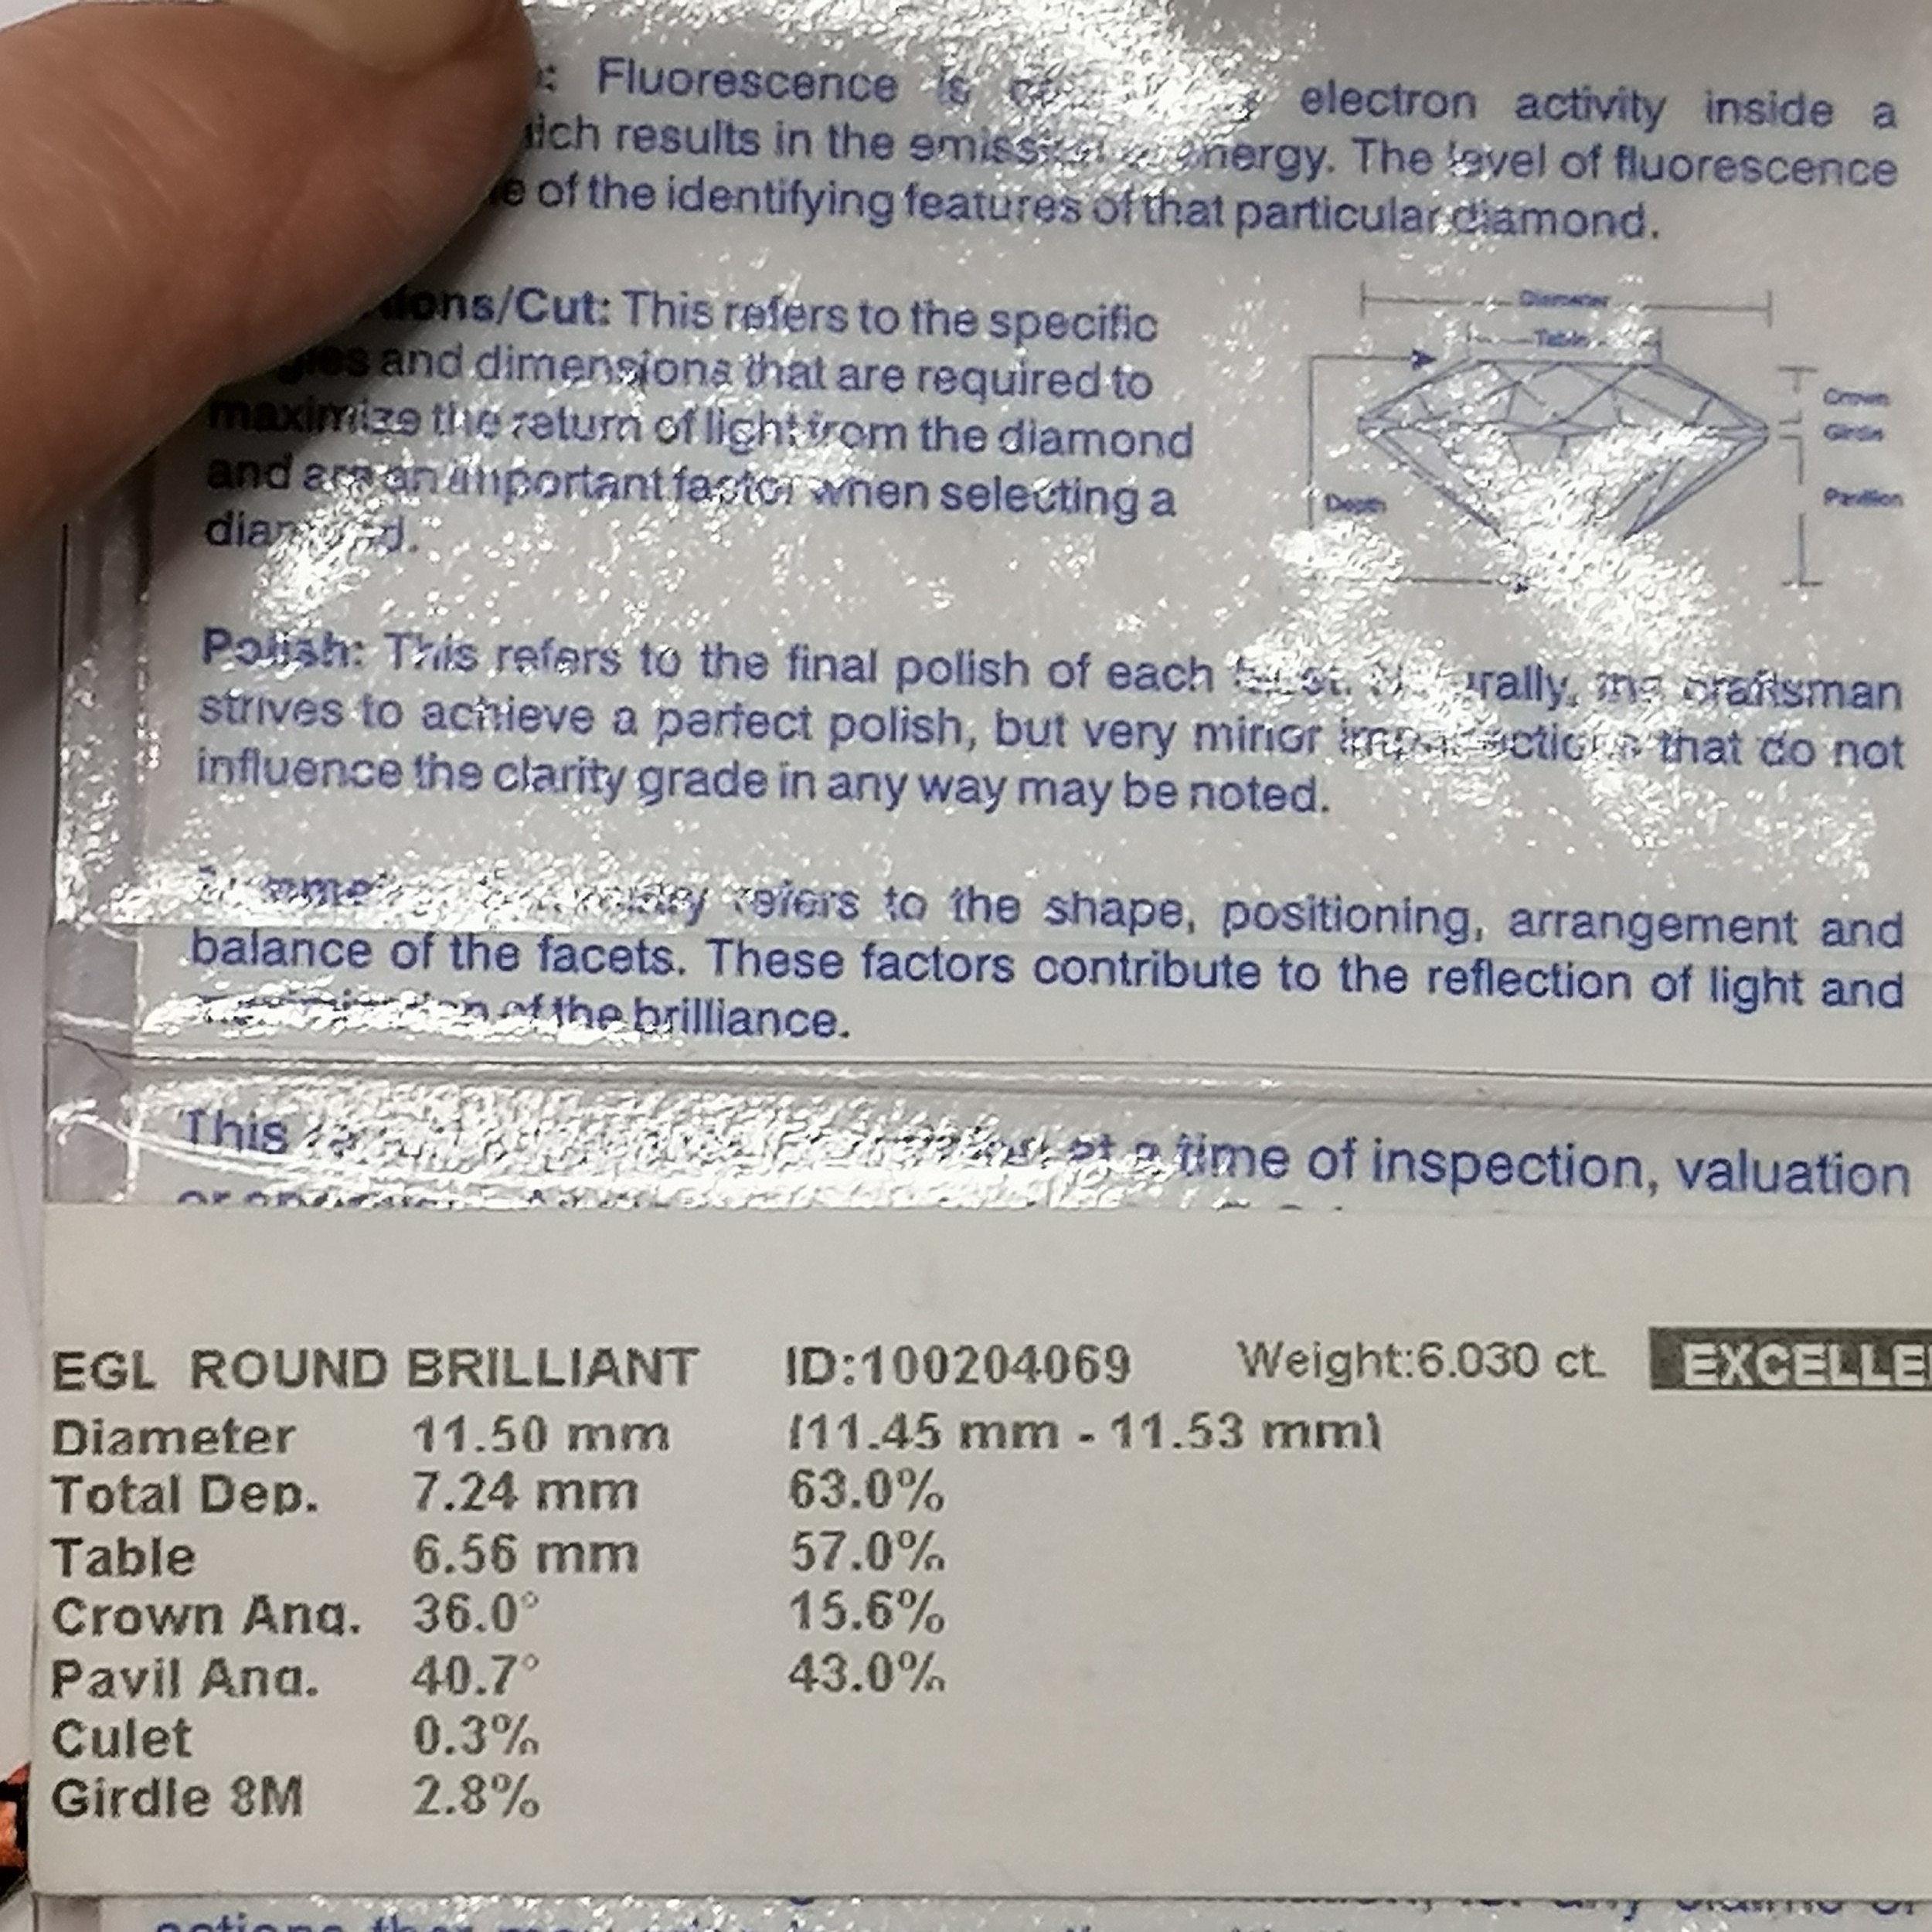 : Fluorescence is electron activity inside a
results in the energy. The level of fluorescence
of the identifying features of that particular diamond.
Diameter
Table
Crown
Girdle
Depth
Pavilion
/Cut: This refers to the specific
and dimensions that are required to
maximize the return of light from the diamond
and are an important factor when selecting a
diamond.
Polish: This refers to the final polish of each the craftsman
strives to achieve a perfect polish, but very minor that do not
influence the clarity grade in any way may be noted.
refers to the shape, positioning, arrangement and
balance of the facets. These factors contribute to the reflection of light and
of the brilliance.
This at a time of inspection, valuation
EGL ROUND BRILLIANT ID:100204069 Weight:6.030 ct. EXCELLE
Diameter 11.50 mm (11.45 mm - 11.53 mm)
Total Dep. 7.24 mm 63.0%
Table 6.56 mm 57.0%
Crown Ang. 36.0° 15.6%
Pavil Ang. 40.7° 43.0%
Culet 0.3%
Girdle 8M 2.8%